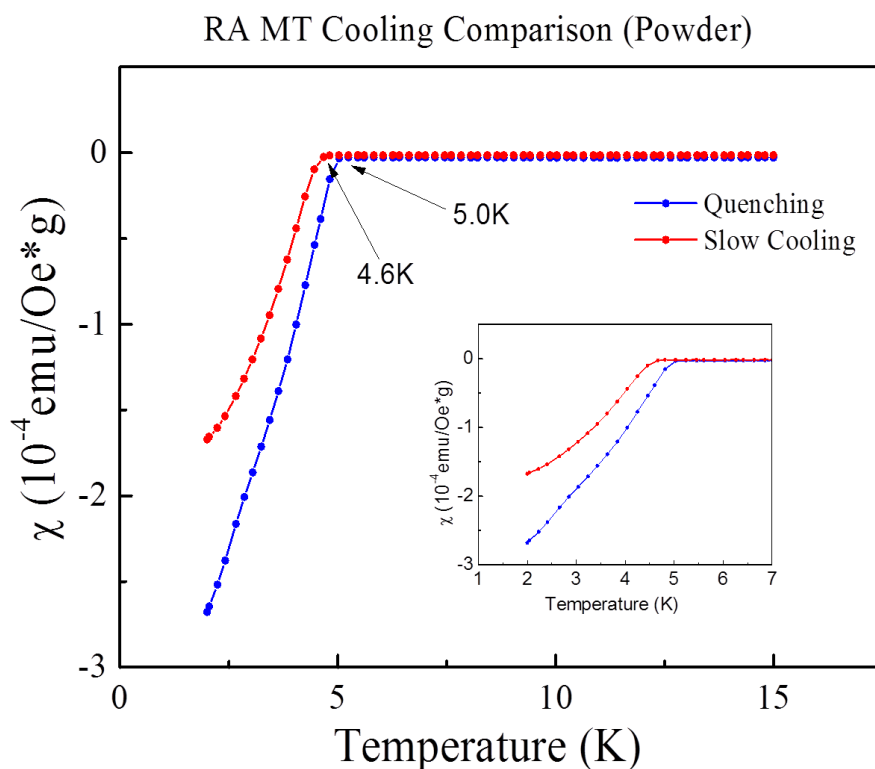 RA MT Cooling Comparison (Powder)
0
-1
-2
-3
χ (10⁻⁴emu/Oe*g)
5.0K
4.6K
Quenching
Slow Cooling
0
-1
-2
-3
χ (10⁻⁴emu/Oe*g)
1 2 3 4 5 6 7
Temperature (K)
0 5 10 15
Temperature (K)